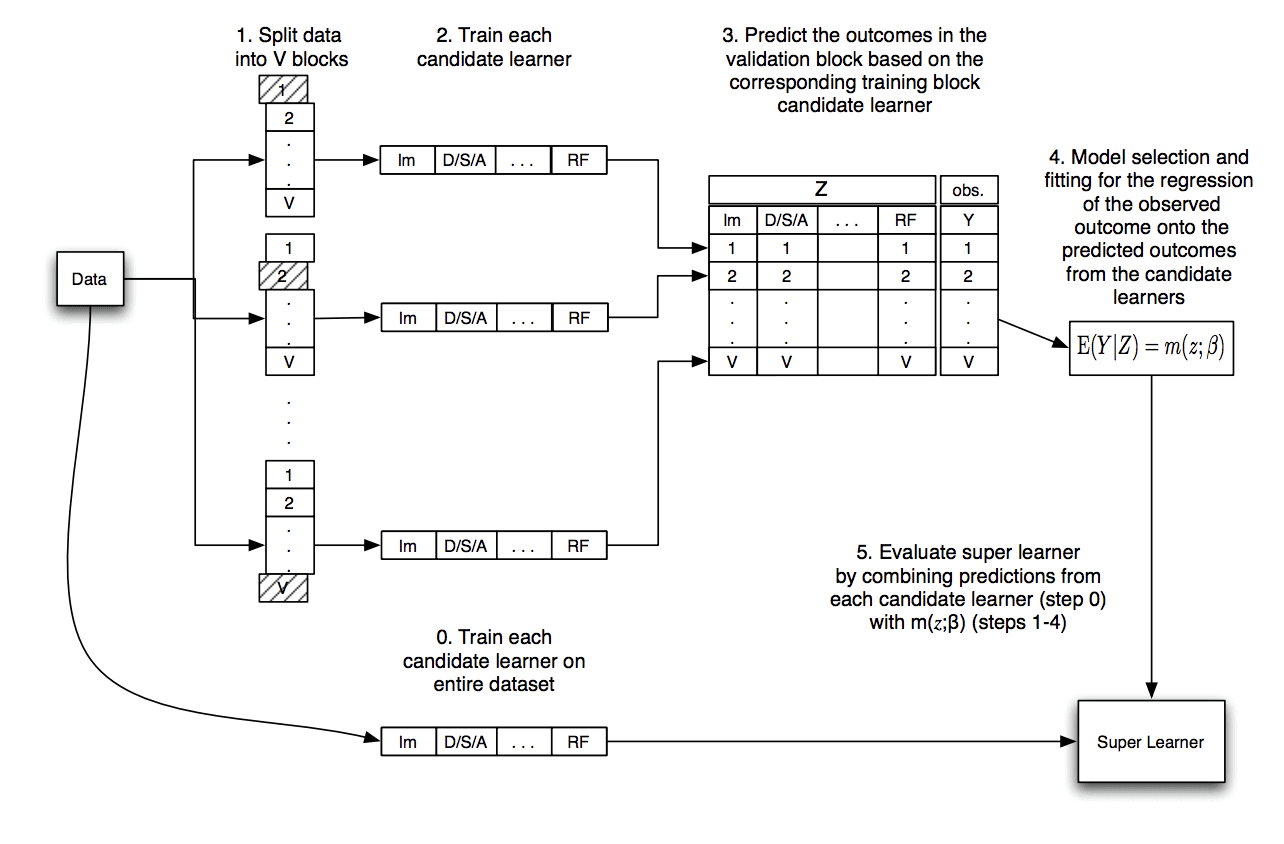 1. Split data
into V blocks
2. Train each
candidate learner
3. Predict the outcomes in the
validation block based on the
corresponding training block
candidate learner
4. Model selection and
fitting for the regression
of the observed
outcome onto the
predicted outcomes
from the candidate
learners
Data
1
2
.
.
.
V
lm D/S/A . . . RF
1
2
.
.
.
V
lm D/S/A . . . RF
.
.
.
1
2
.
.
.
V
lm D/S/A . . . RF
Z obs.
lm D/S/A . . . RF Y
1 1 1 1
2 2 2 2
. . . .
. . . .
. . . .
V V V V
E(Y|Z) = m(z; β)
5. Evaluate super learner
by combining predictions from
each candidate learner (step 0)
with m(z;β) (steps 1-4)
0. Train each
candidate learner on
entire dataset
lm D/S/A . . . RF
Super Learner